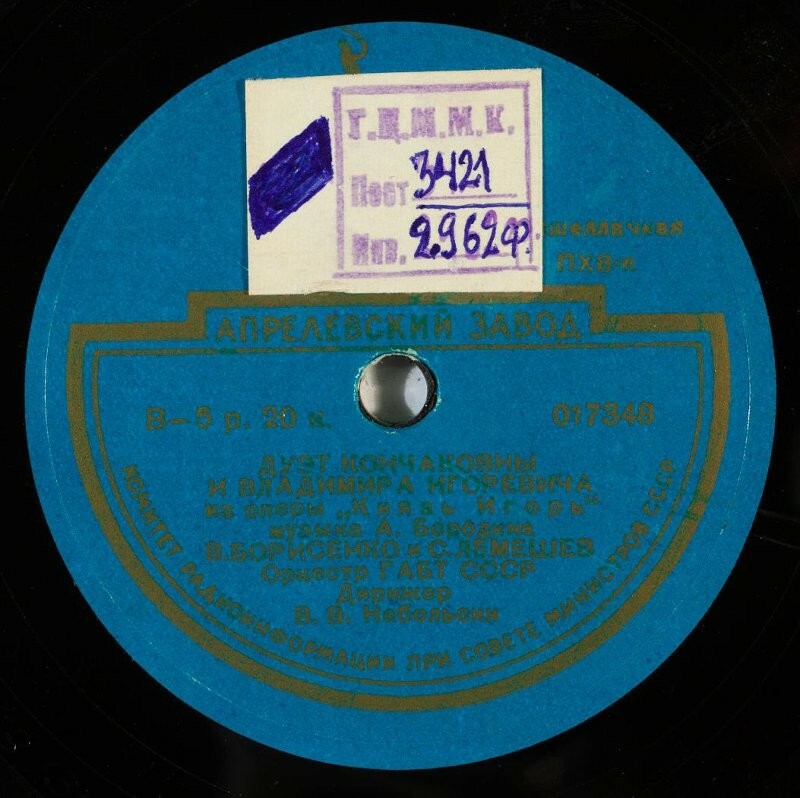 Г.Ц.М.М.К.
Пост 3421
Инв. 2962ф.
шеллачная
АПРЕЛЕВСКИЙ ЗАВОД
В–5 р. 20 к.
017348
ДУЭТ КОНЧАКОВНЫ
И ВЛАДИМИРА ИГОРЕВИЧА
из оперы „Князь Игорь"
музыка А. Бородина
В.БОРИСЕНКО и С.ЛЕМЕШЕВ
Оркестр ГАБТ СССР
Дирижер
В. В. Небольсин
КОМИТЕТ РАДИОИНФОРМАЦИИ ПРИ СОВЕТЕ МИНИСТРОВ СССР